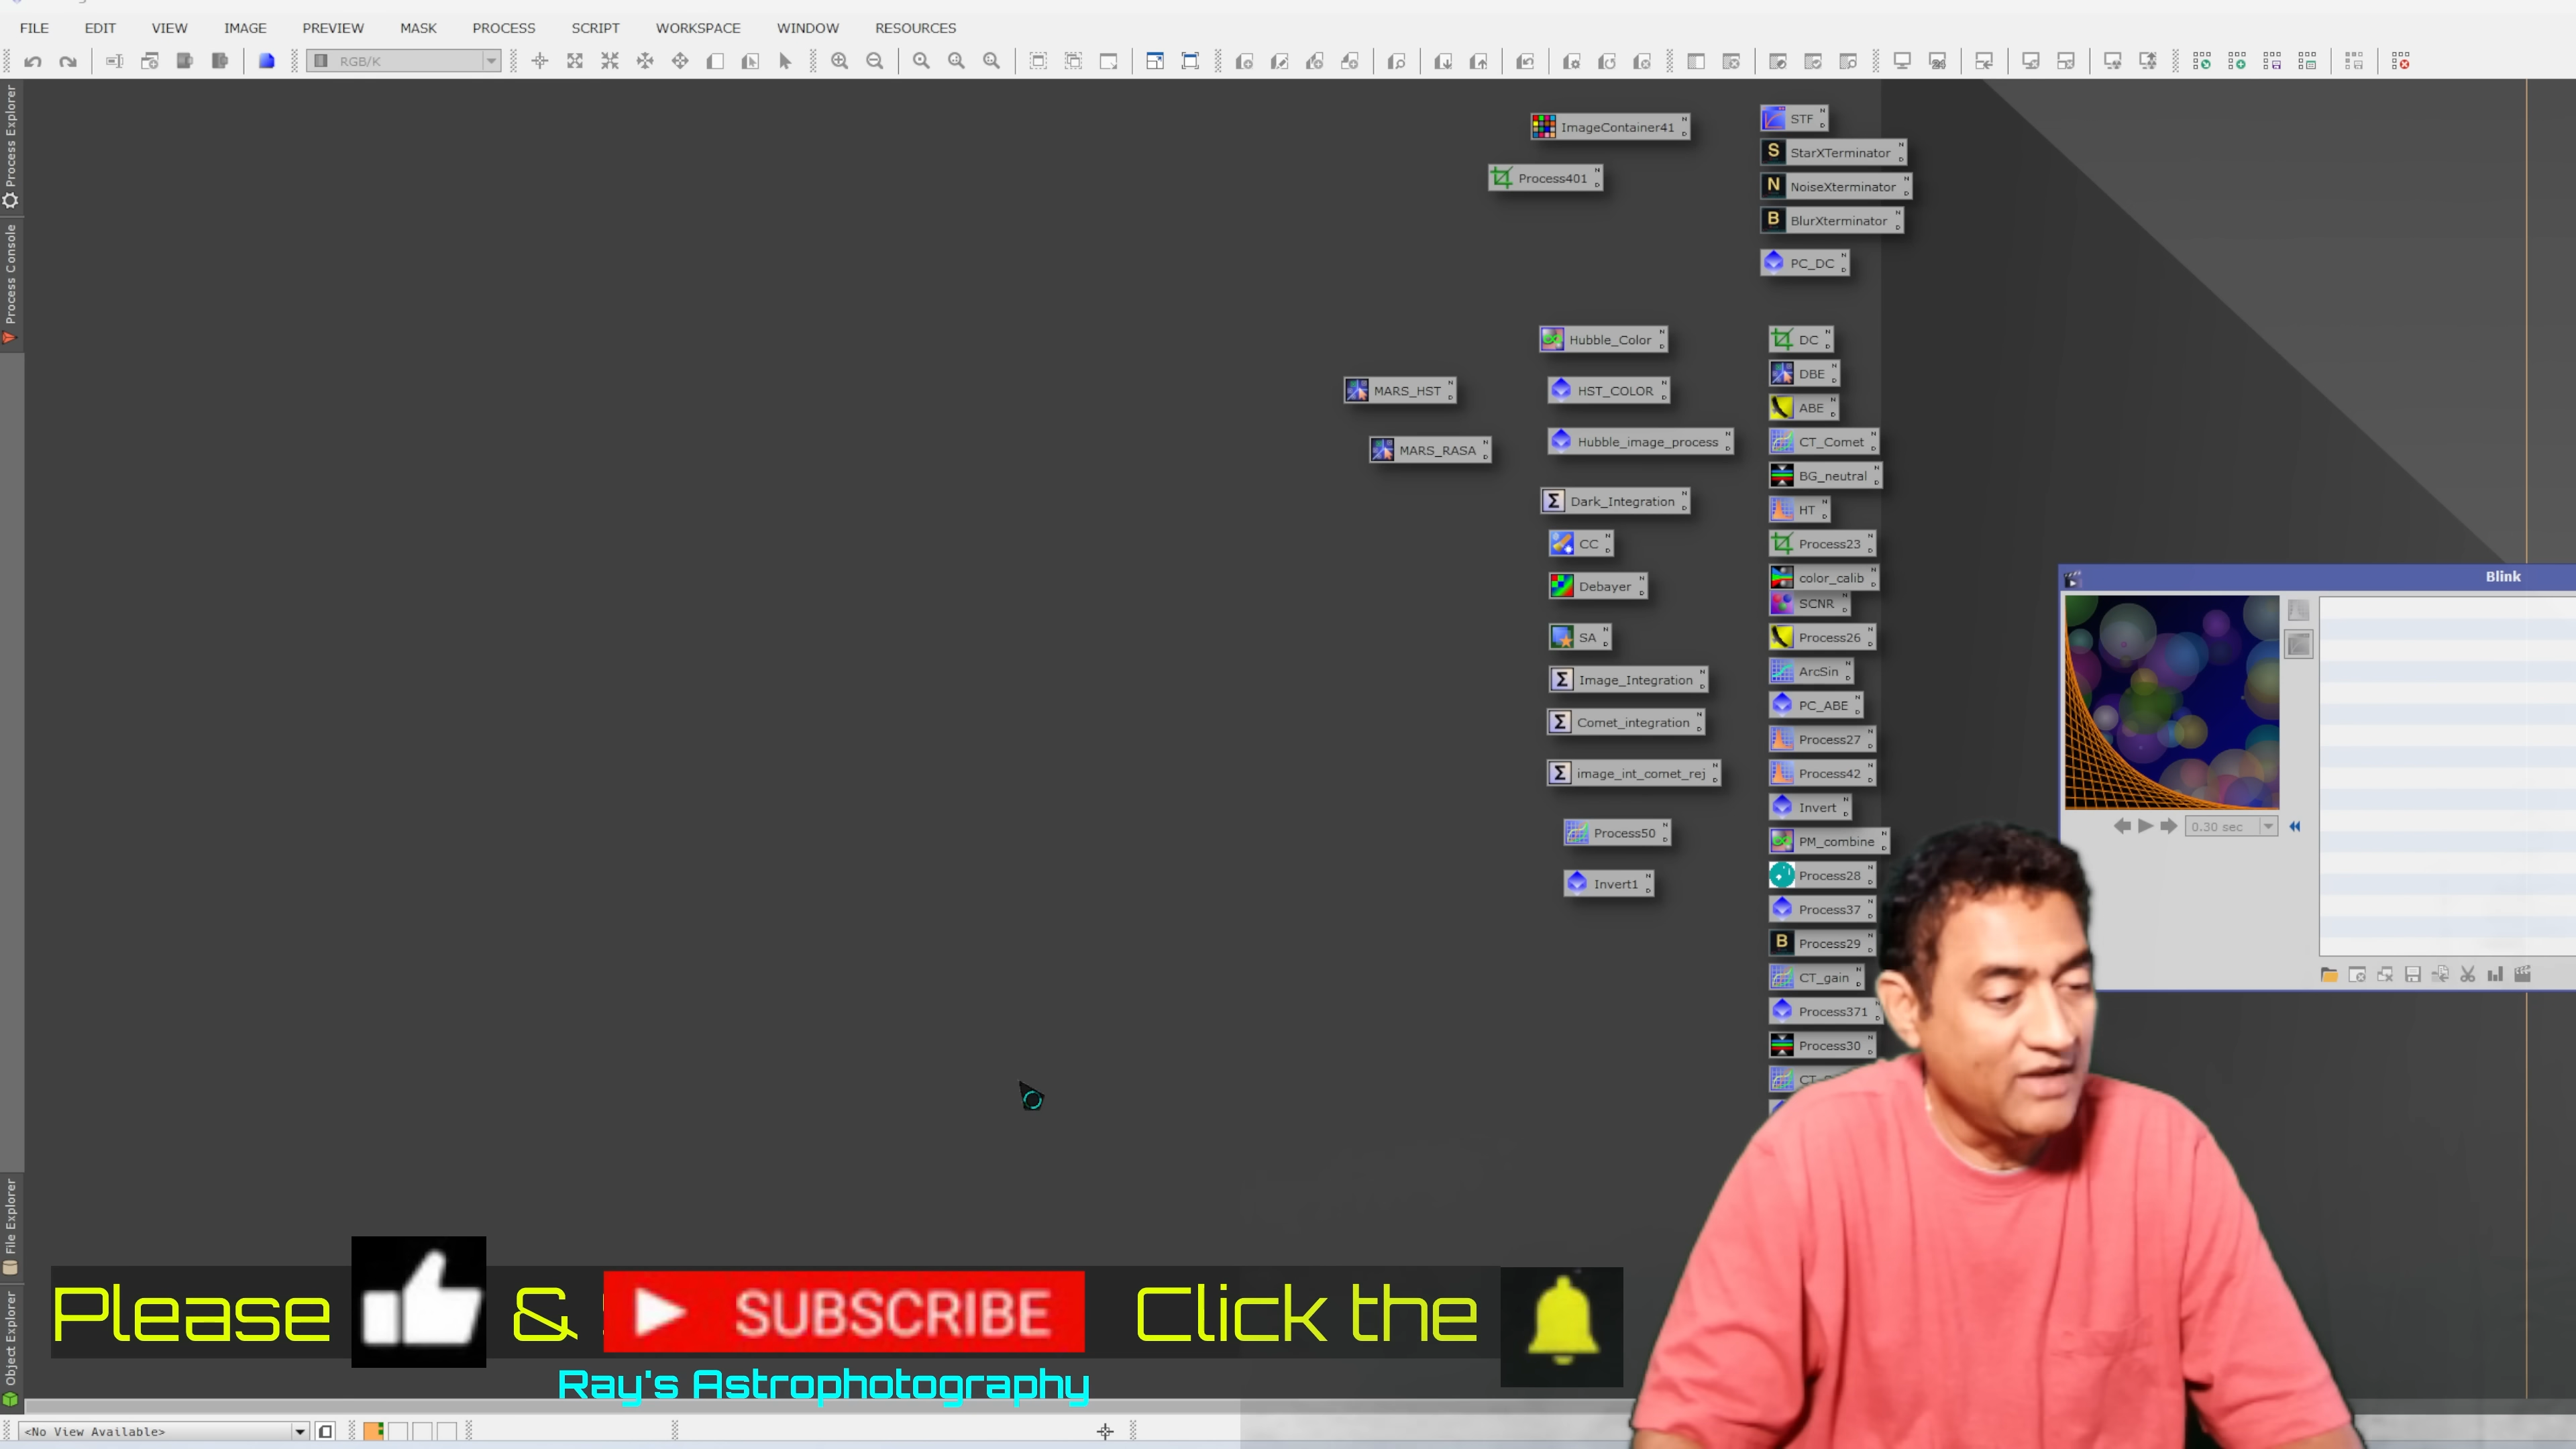 FILE EDIT VIEW IMAGE PREVIEW MASK PROCESS SCRIPT WORKSPACE WINDOW RESOURCES
RGB/K
Process Explorer
Process Console
File Explorer
Object Explorer
ImageContainer41
Process401
STF
StarXTerminator
NoiseXterminator
BlurXterminator
PC_DC
Hubble_Color
MARS_HST
HST_COLOR
MARS_RASA
Hubble_image_process
Dark_Integration
CC
Debayer
SA
Image_Integration
Comet_integration
image_int_comet_rej
Process50
Invert1
DC
DBE
ABE
CT_Comet
BG_neutral
HT
Process23
color_calib
SCNR
Process26
ArcSin
PC_ABE
Process27
Process42
Invert
PM_combine
Process28
Process37
Process29
CT_gain
Process371
Process30
Blink
0.30 sec
Please & SUBSCRIBE Click the
Ray's Astrophotography
<No View Available>